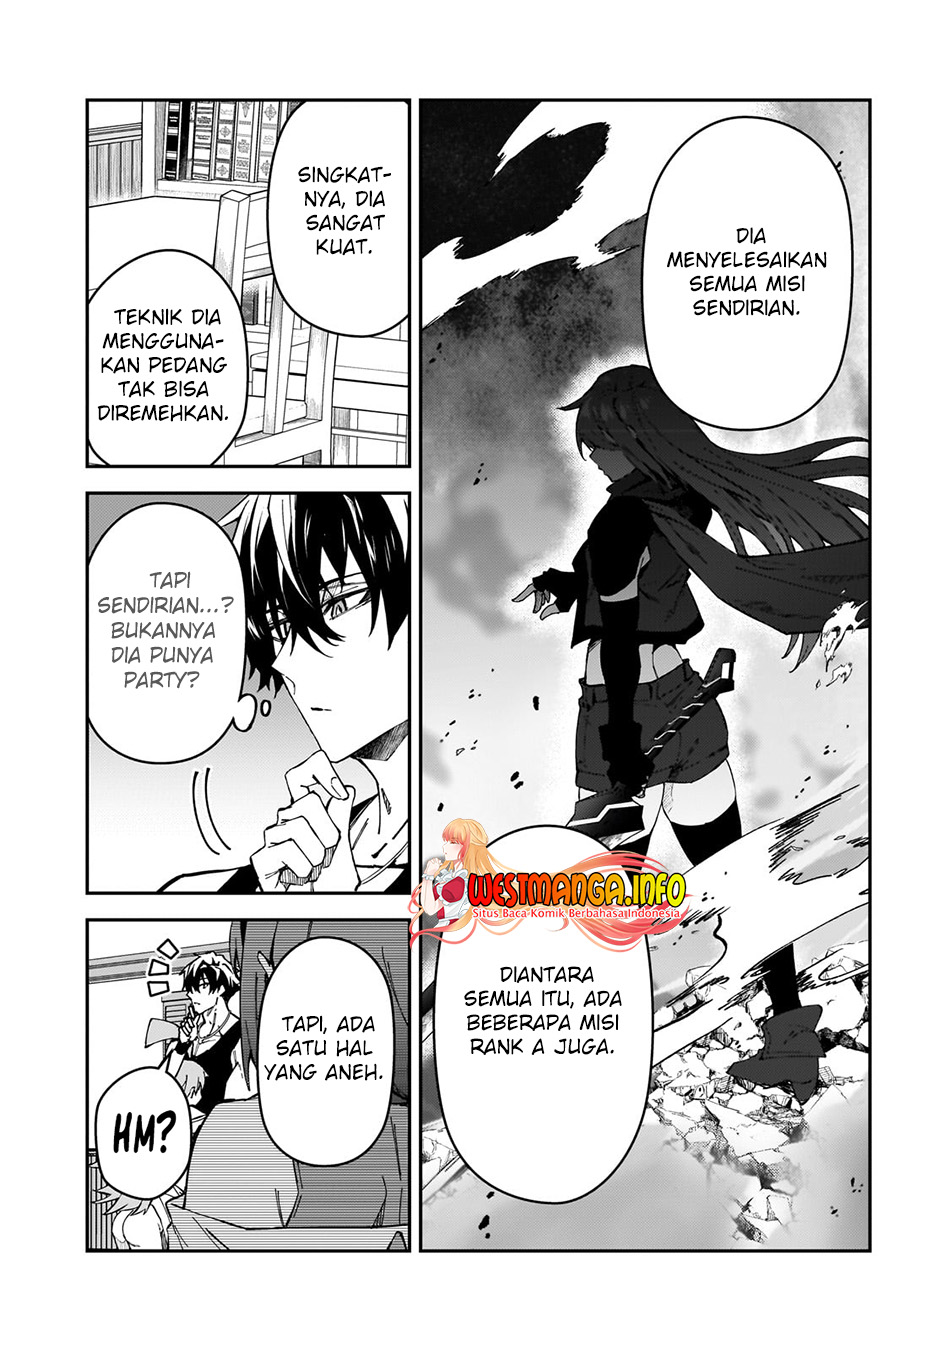 DIA
MENYELESAIKAN
SEMUA MISI
SENDIRIAN.
DIANTARA
SEMUA ITU, ADA
BEBERAPA MISI
RANK A JUGA.
SINGKAT-
NYA, DIA
SANGAT
KUAT.
TEKNIK DIA
MENGGUNA-
KAN PEDANG
TAK BISA
DIREMEHKAN.
TAPI
SENDIRIAN...?
BUKANNYA
DIA PUNYA
PARTY?
TAPI, ADA
SATU HAL
YANG ANEH.
HM?
WESTMANGA.INFO
Situs Baca Komik Berbahasa Indonesia